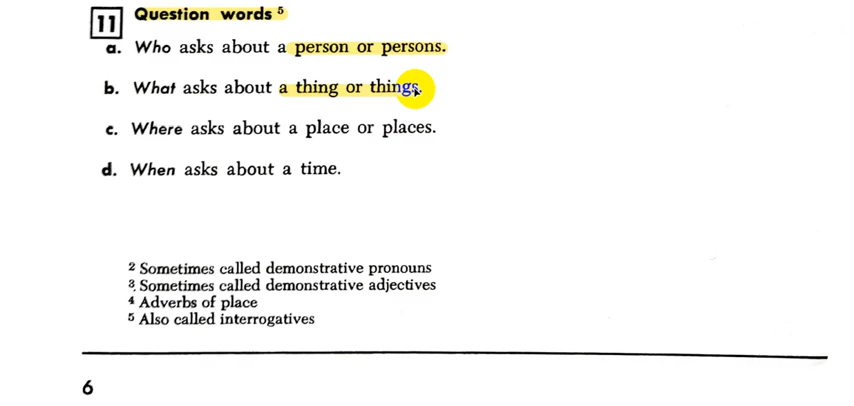 11 Question words 5
a. Who asks about a person or persons.
b. What asks about a thing or things.
c. Where asks about a place or places.
d. When asks about a time.
2 Sometimes called demonstrative pronouns
3 Sometimes called demonstrative adjectives
4 Adverbs of place
5 Also called interrogatives
6